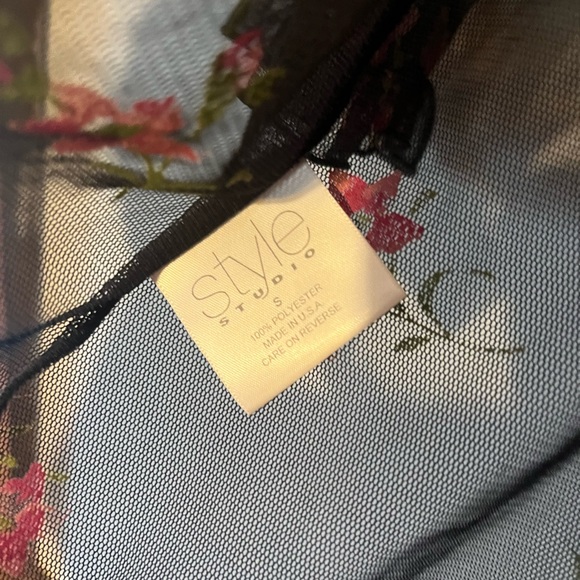 style
STUDIO
S
100% POLYESTER
MADE IN U.S.A.
CARE ON REVERSE